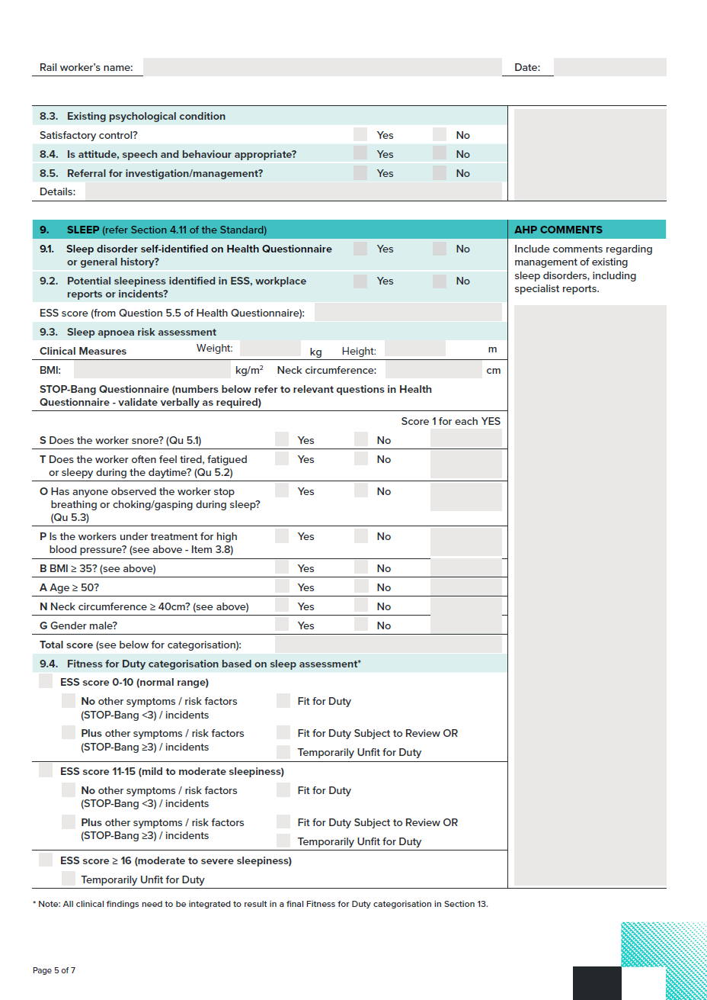 Rail worker's name: Date:
8.3. Existing psychological condition
Satisfactory control? Yes No
8.4. Is attitude, speech and behaviour appropriate? Yes No
8.5. Referral for investigation/management? Yes No
Details:
9. SLEEP (refer Section 4.11 of the Standard) AHP COMMENTS
9.1. Sleep disorder self-identified on Health Questionnaire Yes No
or general history?
Include comments regarding
management of existing
sleep disorders, including
specialist reports.
9.2. Potential sleepiness identified in ESS, workplace Yes No
reports or incidents?
ESS score (from Question 5.5 of Health Questionnaire):
9.3. Sleep apnoea risk assessment
Clinical Measures Weight: kg Height: m
BMI: kg/m² Neck circumference: cm
STOP-Bang Questionnaire (numbers below refer to relevant questions in Health
Questionnaire - validate verbally as required)
Score 1 for each YES
S Does the worker snore? (Qu 5.1) Yes No
T Does the worker often feel tired, fatigued Yes No
or sleepy during the daytime? (Qu 5.2)
O Has anyone observed the worker stop Yes No
breathing or choking/gasping during sleep?
(Qu 5.3)
P Is the workers under treatment for high Yes No
blood pressure? (see above - Item 3.8)
B BMI ≥ 35? (see above) Yes No
A Age ≥ 50? Yes No
N Neck circumference ≥ 40cm? (see above) Yes No
G Gender male? Yes No
Total score (see below for categorisation):
9.4. Fitness for Duty categorisation based on sleep assessment*
ESS score 0-10 (normal range)
No other symptoms / risk factors Fit for Duty
(STOP-Bang <3) / incidents
Plus other symptoms / risk factors Fit for Duty Subject to Review OR
(STOP-Bang ≥3) / incidents
Temporarily Unfit for Duty
ESS score 11-15 (mild to moderate sleepiness)
No other symptoms / risk factors Fit for Duty
(STOP-Bang <3) / incidents
Plus other symptoms / risk factors Fit for Duty Subject to Review OR
(STOP-Bang ≥3) / incidents
Temporarily Unfit for Duty
ESS score ≥ 16 (moderate to severe sleepiness)
Temporarily Unfit for Duty
* Note: All clinical findings need to be integrated to result in a final Fitness for Duty categorisation in Section 13.
Page 5 of 7